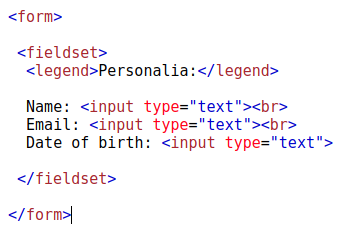 <form>
<fieldset>
<legend>Personalia:</legend>
Name: <input type="text"><br>
Email: <input type="text"><br>
Date of birth: <input type="text">
</fieldset>
</form>